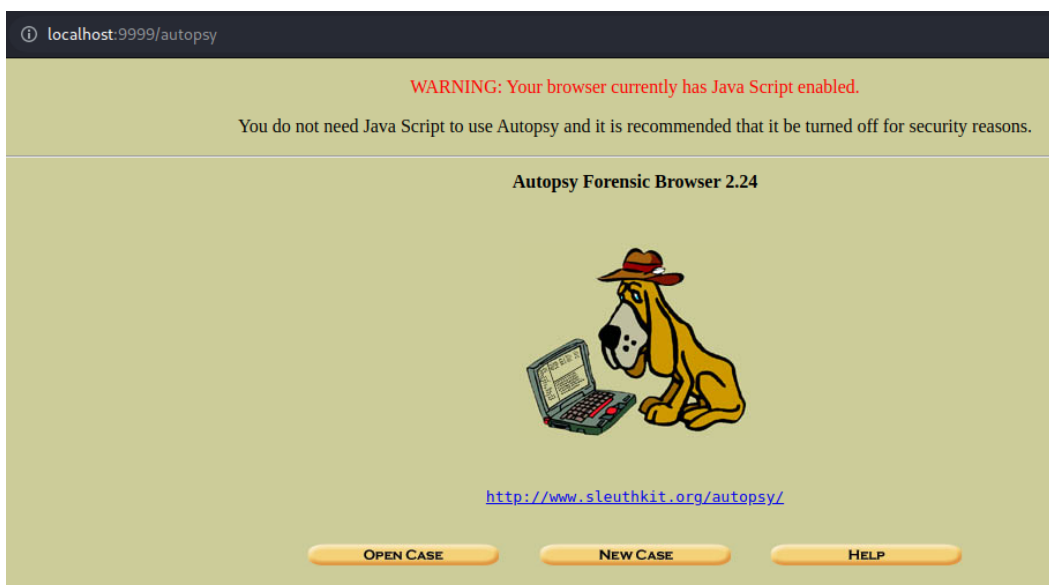 localhost:9999/autopsy
WARNING: Your browser currently has Java Script enabled.
You do not need Java Script to use Autopsy and it is recommended that it be turned off for security reasons.
Autopsy Forensic Browser 2.24
http://www.sleuthkit.org/autopsy/
OPEN CASE NEW CASE HELP